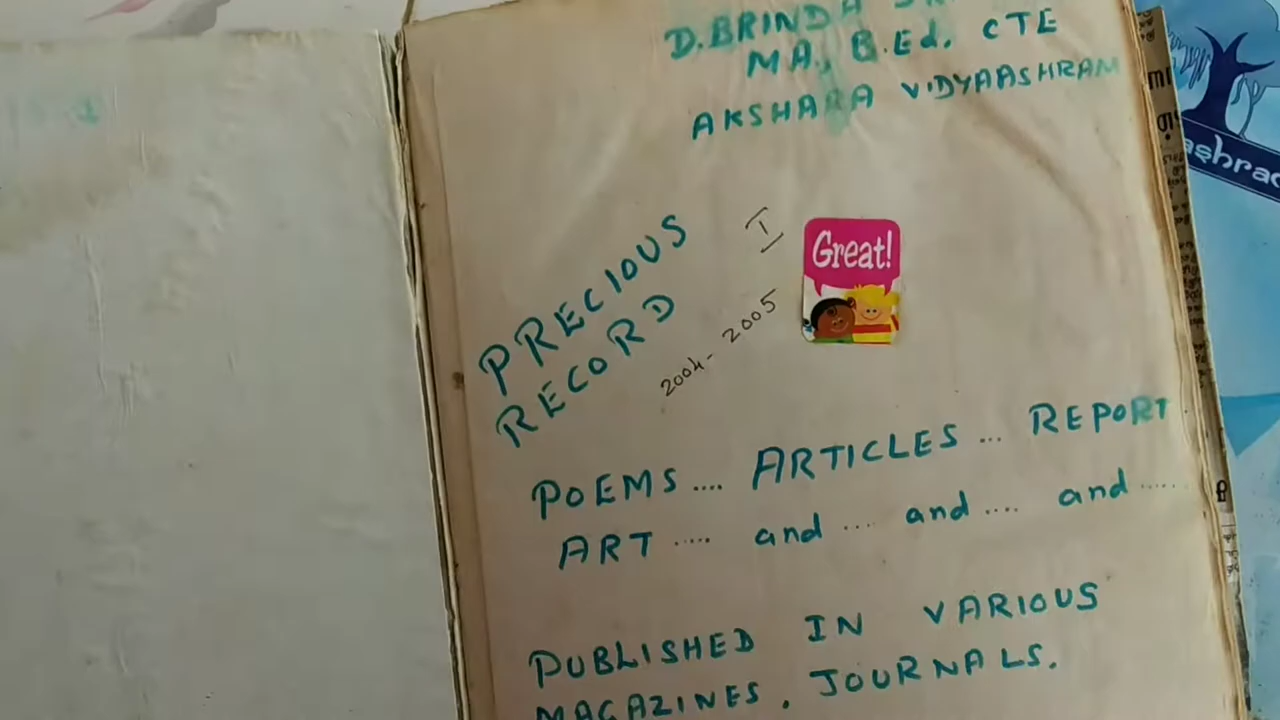 D. BRINDA
MA., B.Ed. CTE
AKSHARA VIDYAASHRAM
PRECIOUS
RECORD
I
2004 - 2005
Great!
POEMS .... ARTICLES ... REPORT
ART ..... and .... and .... and .....
PUBLISHED IN VARIOUS
MAGAZINES, JOURNALS.
ashra